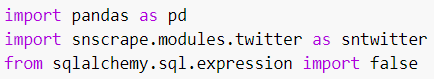 import pandas as pd
import snscrape.modules.twitter as sntwitter
from sqlalchemy.sql.expression import false